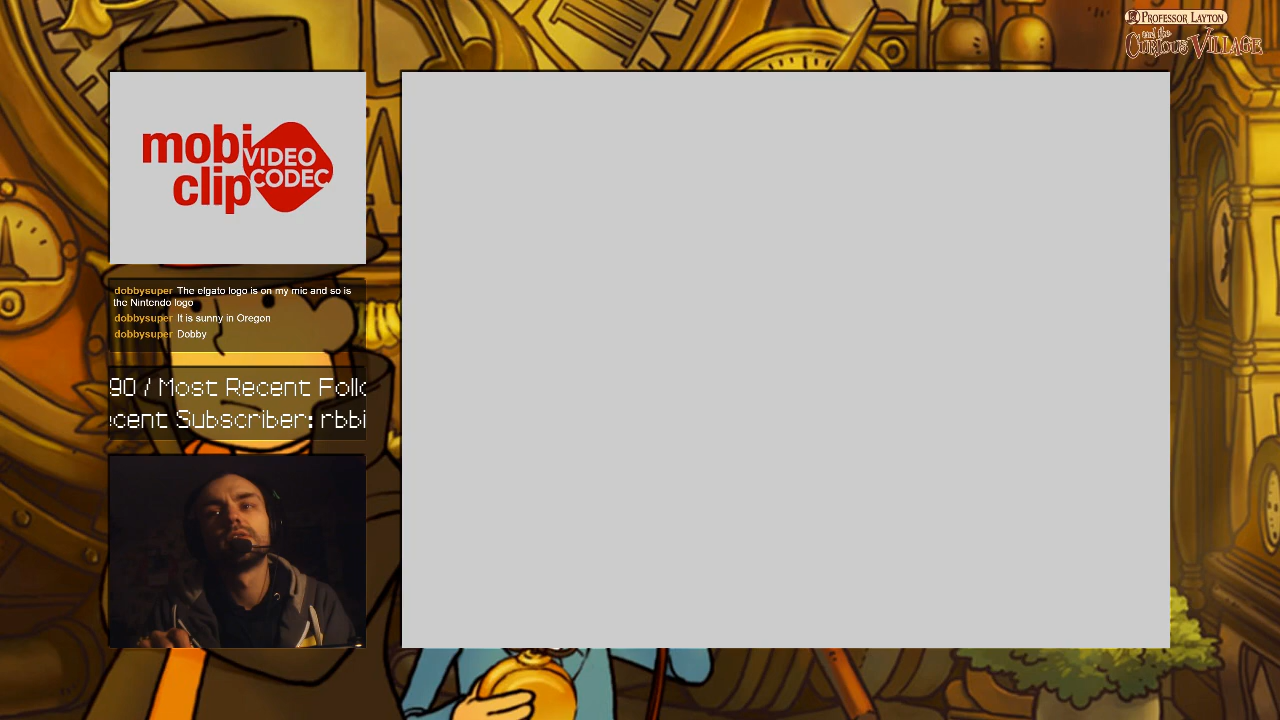 PROFESSOR LAYTON
and the
CURIOUS VILLAGE
mobi
clip
VIDEO
CODEC
dobbysuper The elgato logo is on my mic and so is
the Nintendo logo
dobbysuper It is sunny in Oregon
dobbysuper Dobby
90 / Most Recent Follo
ecent Subscriber: rbbi